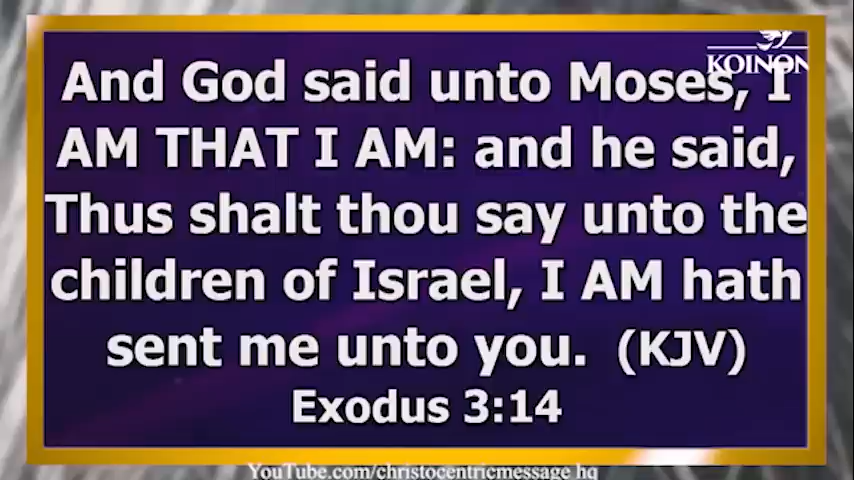 KOINON
And God said unto Moses, I
AM THAT I AM: and he said,
Thus shalt thou say unto the
children of Israel, I AM hath
sent me unto you.  (KJV)
Exodus 3:14
YouTube.com/christocentricmessage hq